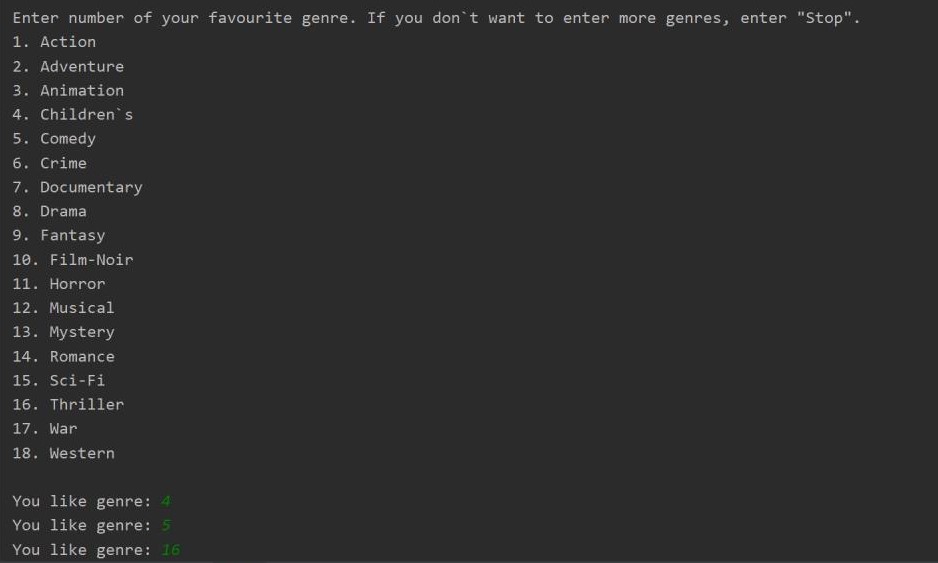 Enter number of your favourite genre. If you don`t want to enter more genres, enter "Stop".
1. Action
2. Adventure
3. Animation
4. Children`s
5. Comedy
6. Crime
7. Documentary
8. Drama
9. Fantasy
10. Film-Noir
11. Horror
12. Musical
13. Mystery
14. Romance
15. Sci-Fi
16. Thriller
17. War
18. Western
You like genre: 4
You like genre: 5
You like genre: 16